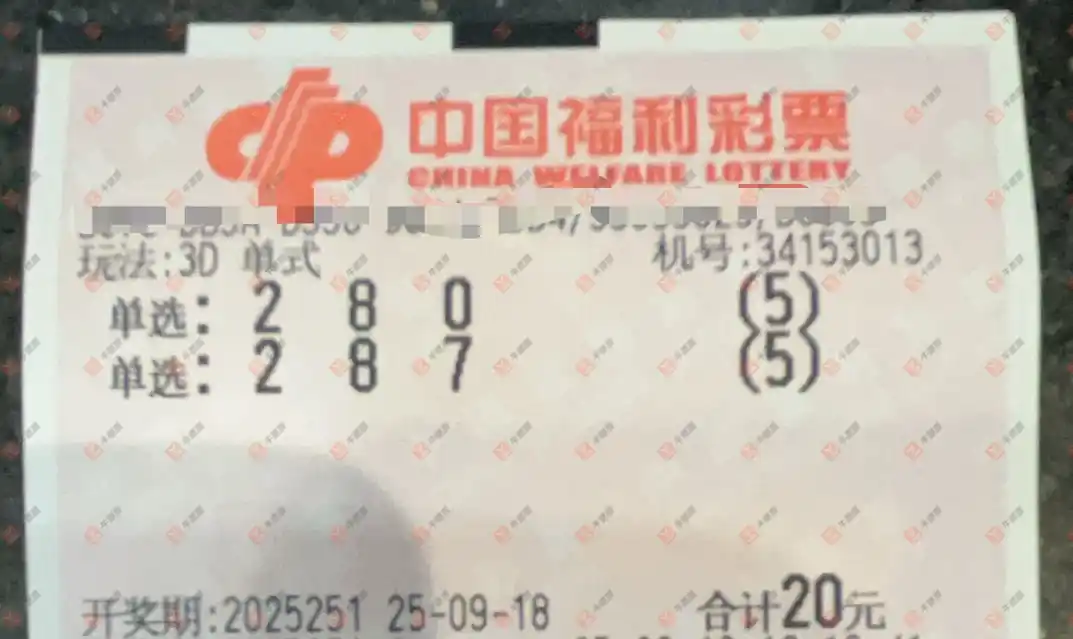 中国福利彩票
CHINA WELFARE LOTTERY
玩法:3D 单式 机号:34153013
单选: 2 8 0 (5)
单选: 2 8 7 (5)
开奖期:2025251 25-09-18 合计20元